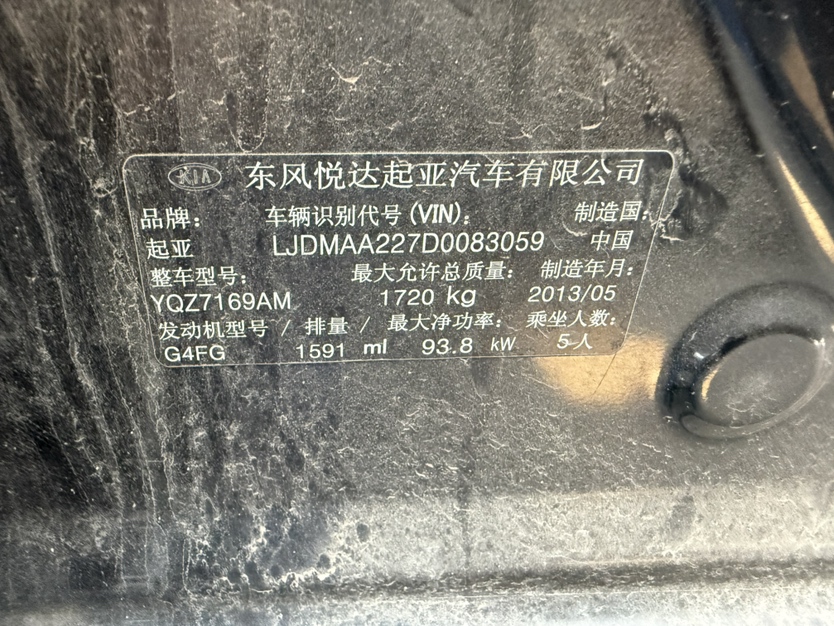 KIA 东风悦达起亚汽车有限公司
品牌： 车辆识别代号(VIN)： 制造国：
起亚 LJDMAA227D0083059 中国
整车型号： 最大允许总质量： 制造年月：
YQZ7169AM 1720 kg 2013/05
发动机型号 / 排量 / 最大净功率： 乘坐人数：
G4FG 1591 ml 93.8 kW 5人